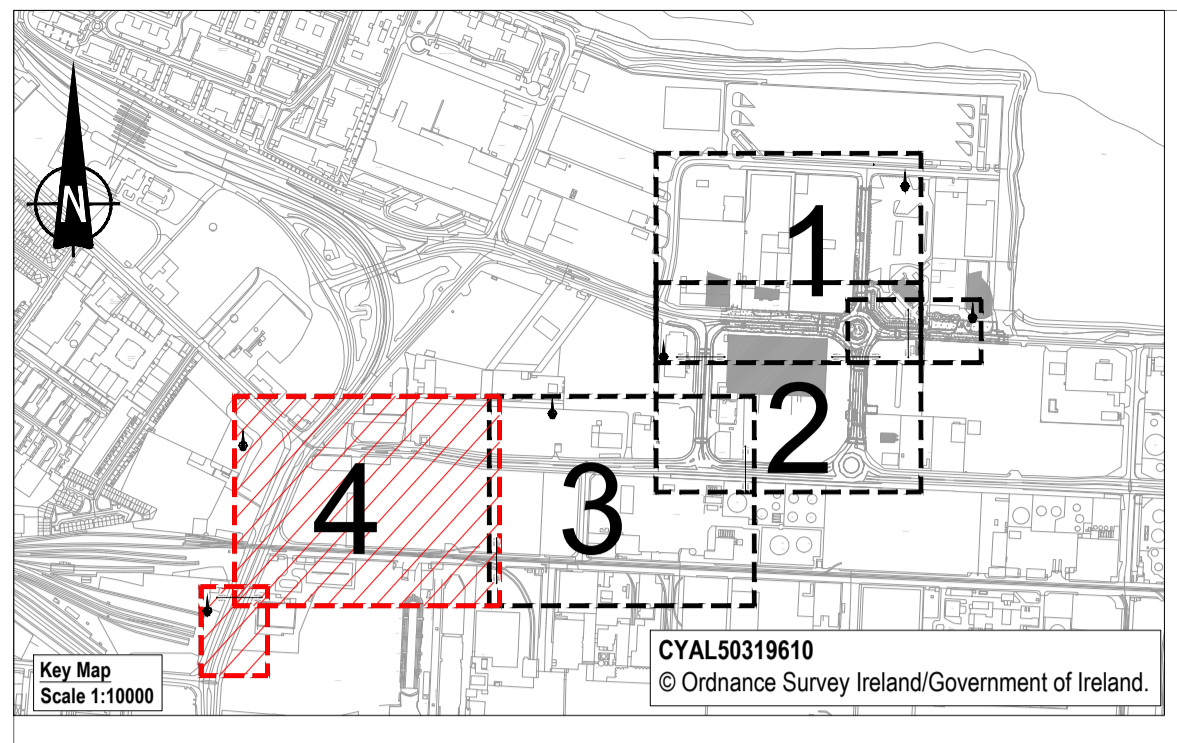 N
1
2
3
4
Key Map
Scale 1:10000
CYAL50319610
© Ordnance Survey Ireland/Government of Ireland.